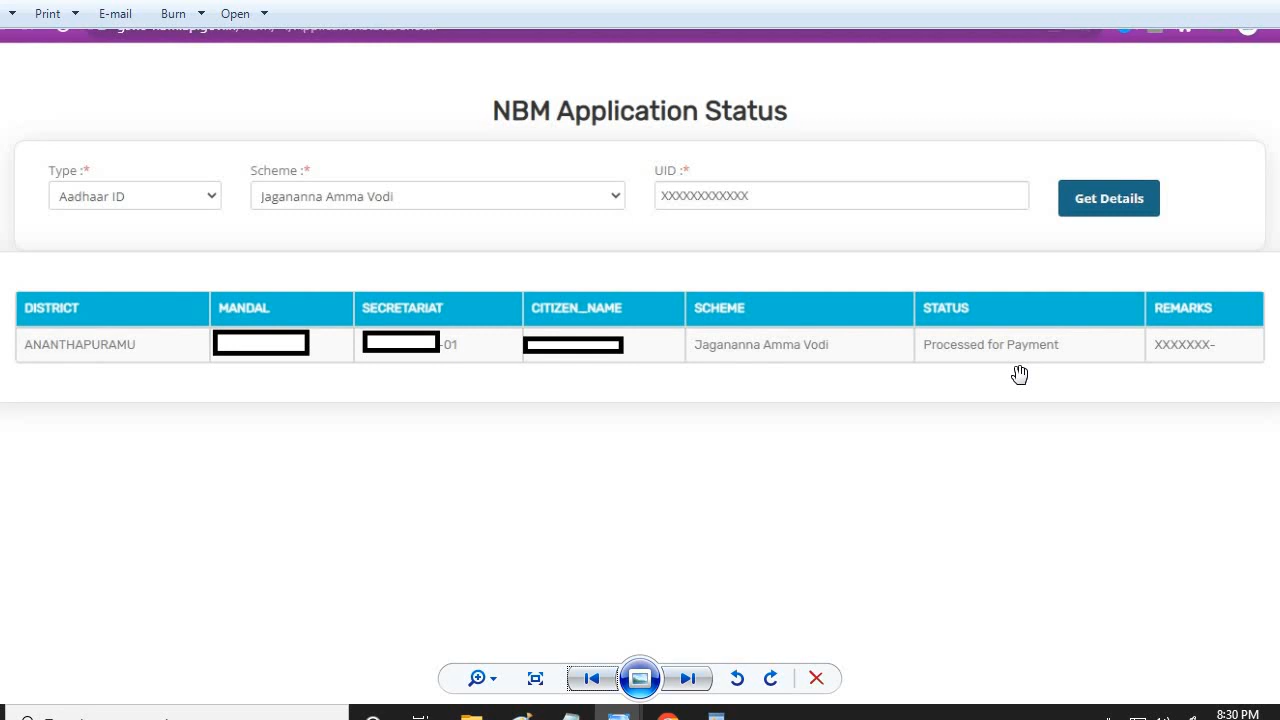 Print E-mail Burn Open
NBM Application Status
Type :* Scheme :* UID :*
Aadhaar ID Jagananna Amma Vodi XXXXXXXXXXXX Get Details
DISTRICT MANDAL SECRETARIAT CITIZEN_NAME SCHEME STATUS REMARKS
ANANTHAPURAMU -01 Jagananna Amma Vodi Processed for Payment XXXXXXX-
8:30 PM